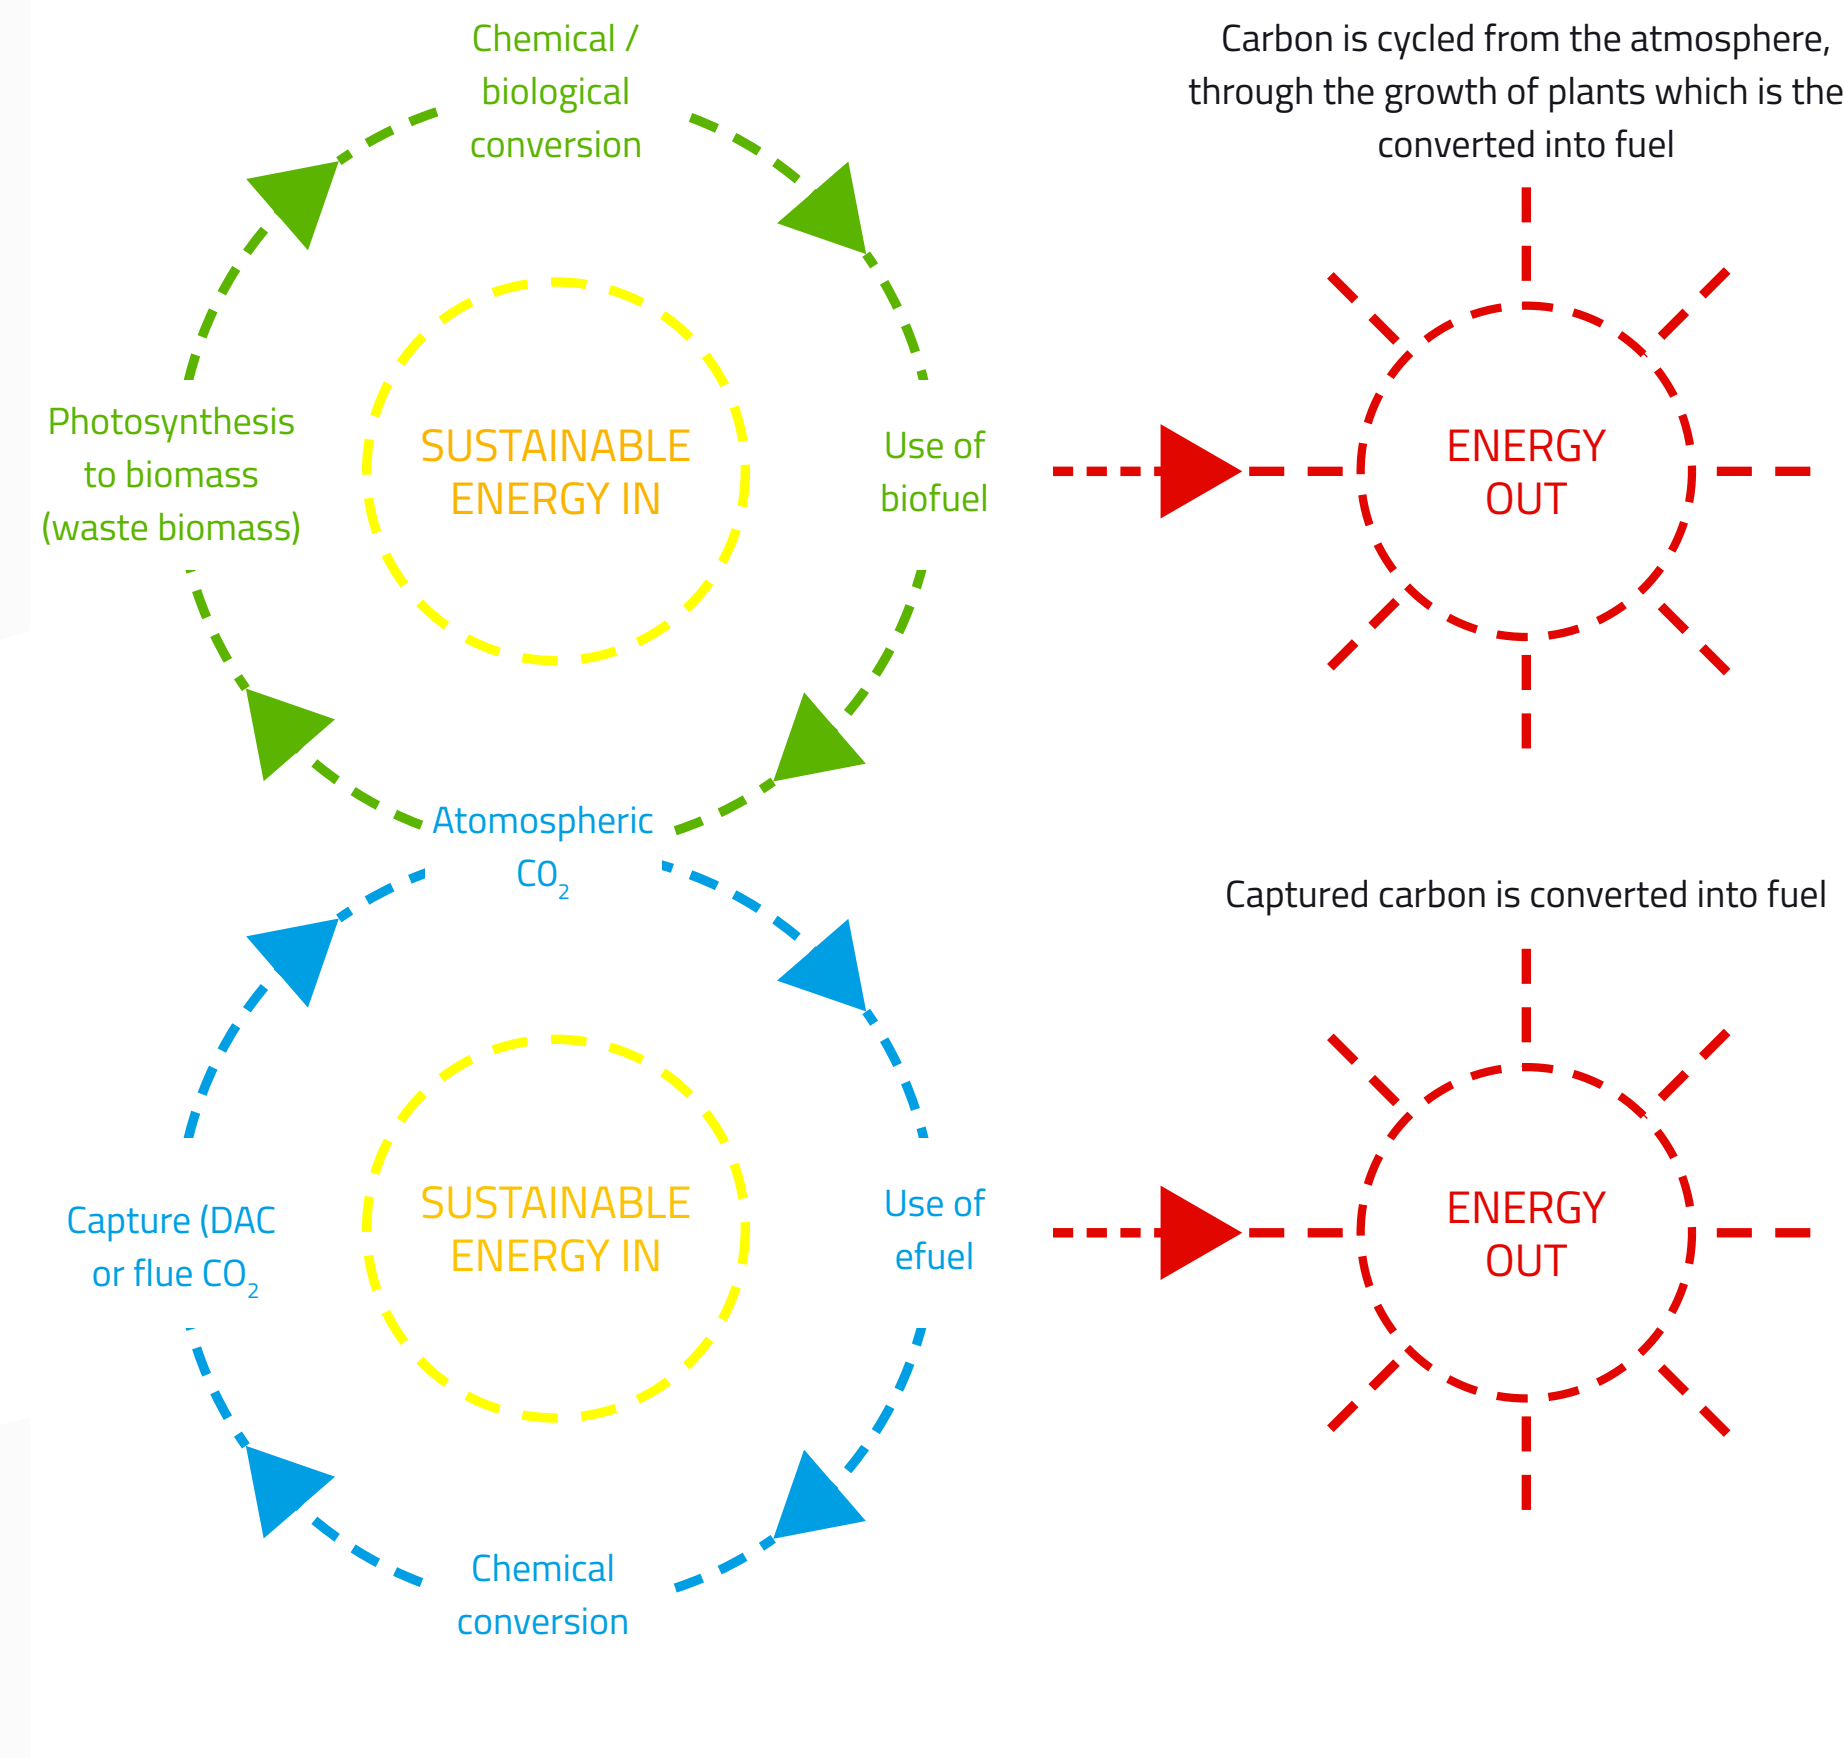 Chemical /
biological
conversion
Carbon is cycled from the atmosphere,
through the growth of plants which is the
converted into fuel
Photosynthesis
to biomass
(waste biomass)
SUSTAINABLE
ENERGY IN
Use of
biofuel
ENERGY
OUT
Atomospheric
CO₂
Captured carbon is converted into fuel
Capture (DAC
or flue CO₂
SUSTAINABLE
ENERGY IN
Use of
efuel
ENERGY
OUT
Chemical
conversion